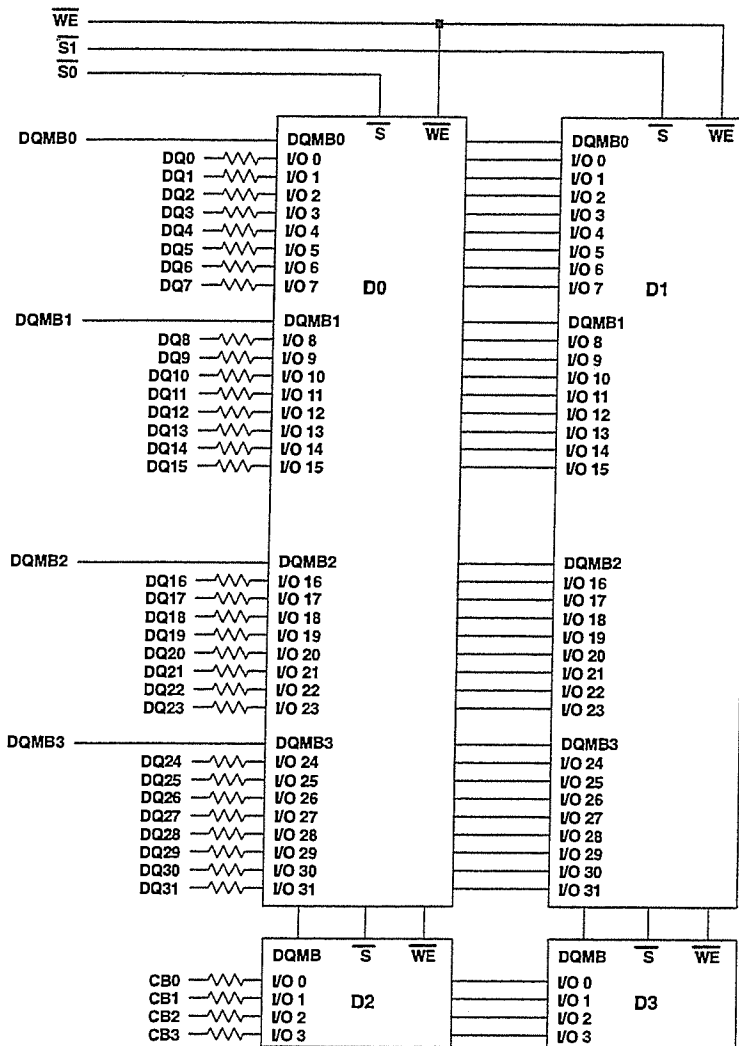 WE
S1
S0
S WE S WE
DQMB0 DQMB0 DQMB0
DQ0 I/O 0 I/O 0
DQ1 I/O 1 I/O 1
DQ2 I/O 2 I/O 2
DQ3 I/O 3 I/O 3
DQ4 I/O 4 I/O 4
DQ5 I/O 5 I/O 5
DQ6 I/O 6 I/O 6
DQ7 I/O 7 D0 I/O 7 D1
DQMB1 DQMB1 DQMB1
DQ8 I/O 8 I/O 8
DQ9 I/O 9 I/O 9
DQ10 I/O 10 I/O 10
DQ11 I/O 11 I/O 11
DQ12 I/O 12 I/O 12
DQ13 I/O 13 I/O 13
DQ14 I/O 14 I/O 14
DQ15 I/O 15 I/O 15
DQMB2 DQMB2 DQMB2
DQ16 I/O 16 I/O 16
DQ17 I/O 17 I/O 17
DQ18 I/O 18 I/O 18
DQ19 I/O 19 I/O 19
DQ20 I/O 20 I/O 20
DQ21 I/O 21 I/O 21
DQ22 I/O 22 I/O 22
DQ23 I/O 23 I/O 23
DQMB3 DQMB3 DQMB3
DQ24 I/O 24 I/O 24
DQ25 I/O 25 I/O 25
DQ26 I/O 26 I/O 26
DQ27 I/O 27 I/O 27
DQ28 I/O 28 I/O 28
DQ29 I/O 29 I/O 29
DQ30 I/O 30 I/O 30
DQ31 I/O 31 I/O 31
DQMB S WE DQMB S WE
CB0 I/O 0 I/O 0
CB1 I/O 1 D2 I/O 1 D3
CB2 I/O 2 I/O 2
CB3 I/O 3 I/O 3